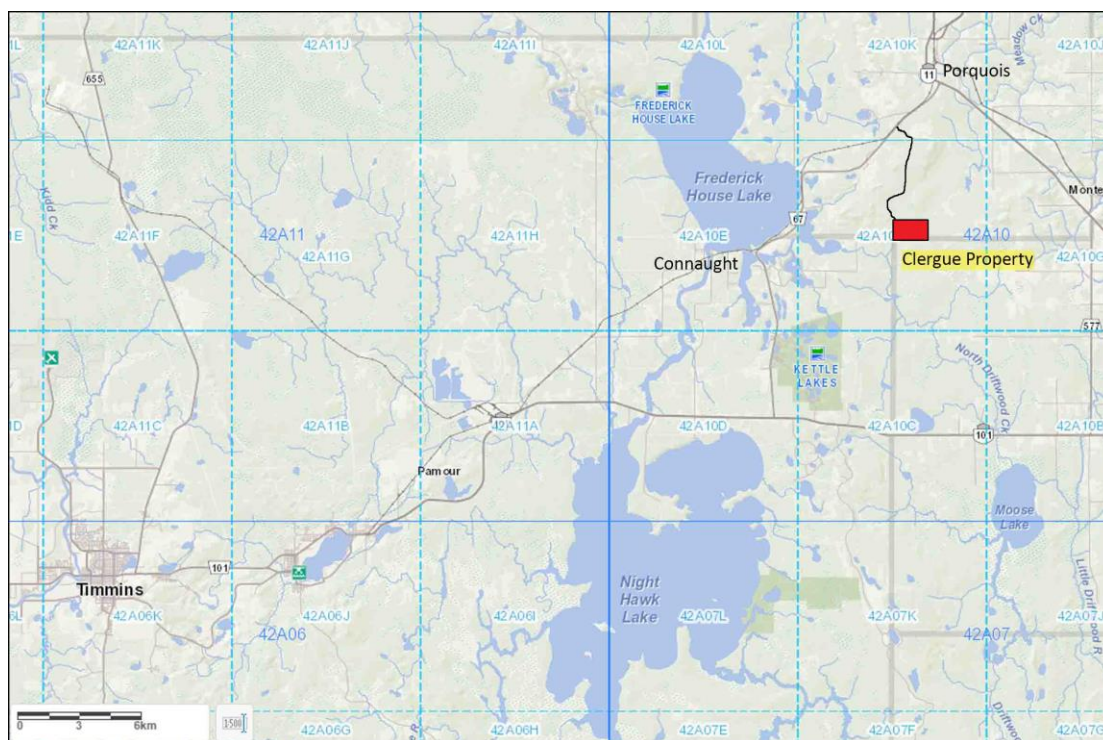 42A11K
42A11J
42A11I
42A10L
42A10K
42A10J
Meadow Ck
655
11
Porquois
FREDERICK
HOUSE LAKE
Kidd Ck
Frederick
House Lake
67
Monte
42A11F
42A11
42A11G
42A11H
42A10E
42A10
42A10G
Connaught
Clergue Property
577
KETTLE
LAKES
North Driftwood Ck
42A11C
42A11B
42A11A
42A10D
42A10C
42A10B
101
Pamour
Moose
Lake
101
Timmins
Night
Hawk
Lake
Little Driftwood R
42A06K
42A06J
42A06I
42A07L
42A07K
42A07J
42A06
42A07
0 3 6km
1:500
42A06G
42A06H
42A07E
42A07F